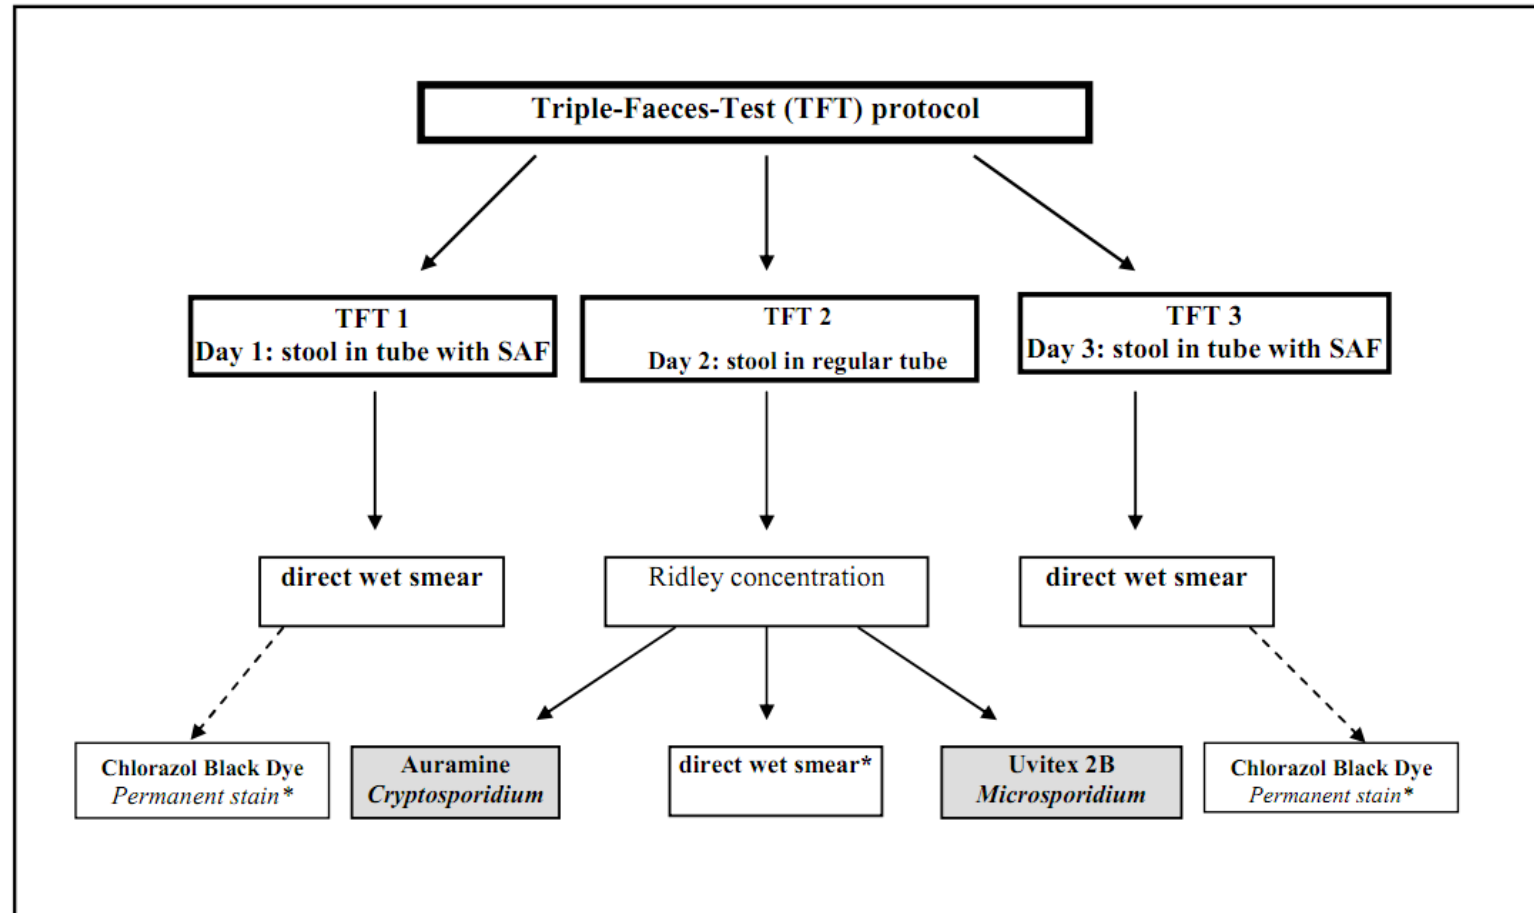 Triple-Faeces-Test (TFT) protocol
TFT 1
Day 1: stool in tube with SAF
TFT 2
Day 2: stool in regular tube
TFT 3
Day 3: stool in tube with SAF
direct wet smear
Ridley concentration
direct wet smear
Chlorazol Black Dye
Permanent stain*
Auramine
Cryptosporidium
direct wet smear*
Uvitex 2B
Microsporidium
Chlorazol Black Dye
Permanent stain*